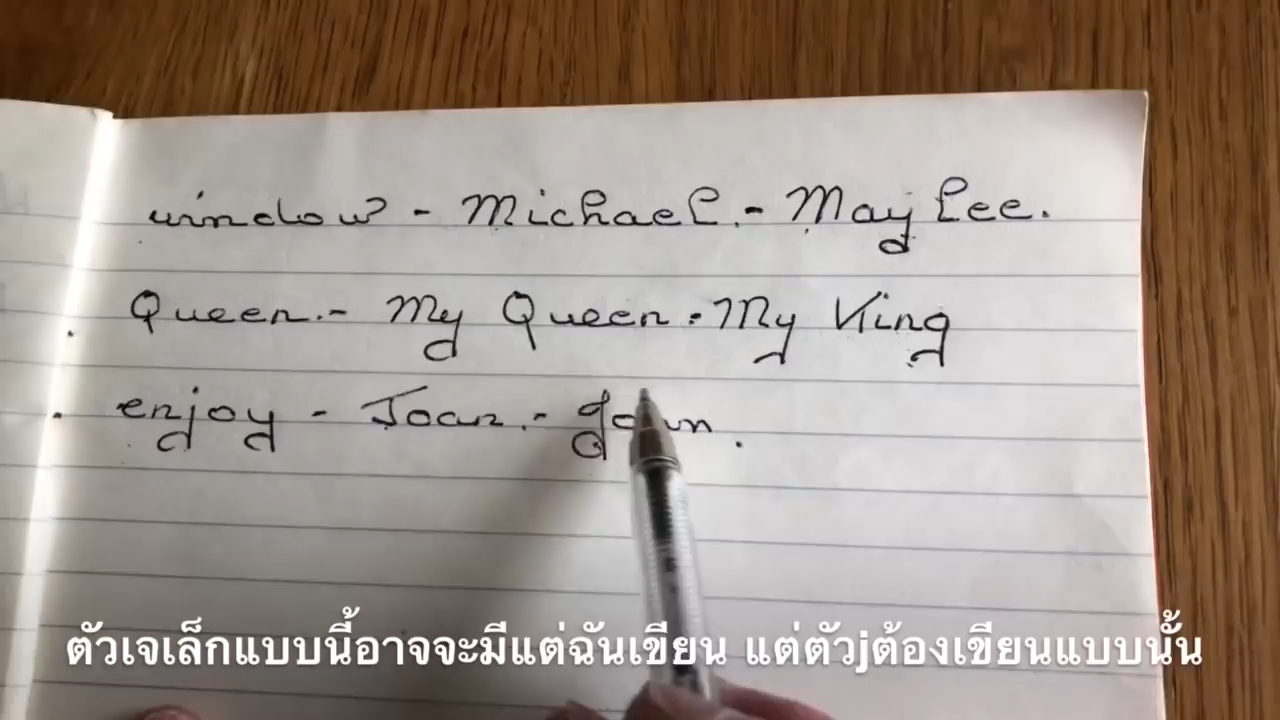 window - Michael.- May Lee.
Queen.- My Queen. My King
. enjoy - Joan.-
ตัวเจเล็กแบบนี้อาจจะมีแต่ฉันเขียน แต่ตัวjต้องเขียนแบบนั้น